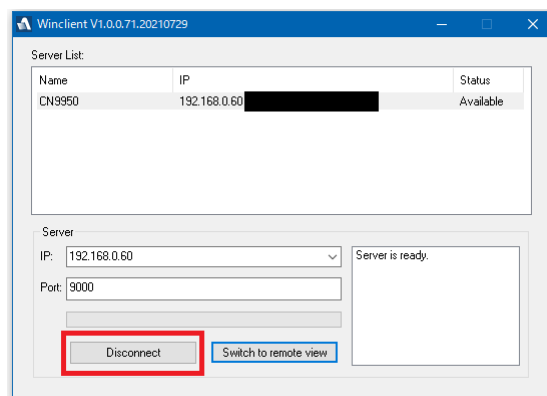 Winclient V1.0.0.71.20210729
Server List:
Name IP Status
CN9950 192.168.0.60 Available
Server
IP: 192.168.0.60 Server is ready.
Port: 9000
Disconnect Switch to remote view